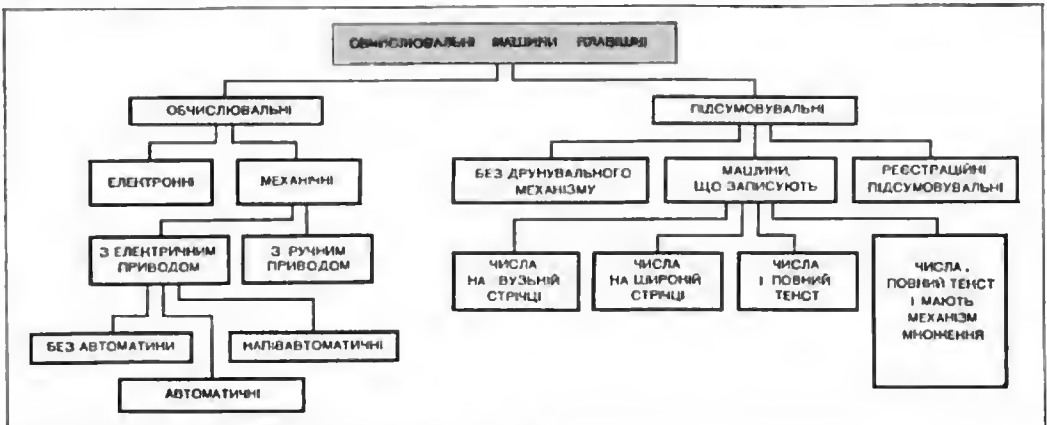 ОБЧИСЛЮВАЛЬНІ МАШИНИ КЛАВІШНІ
ОБЧИСЛЮВАЛЬНІ
ПІДСУМОВУВАЛЬНІ
ЕЛЕКТРОННІ
МЕХАНІЧНІ
БЕЗ ДРУКУВАЛЬНОГО
МЕХАНІЗМУ
МАШИНИ,
ЩО ЗАПИСУЮТЬ
РЕЄСТРАЦІЙНІ
ПІДСУМОВУВАЛЬНІ
З ЕЛЕКТРИЧНИМ
ПРИВОДОМ
З РУЧНИМ
ПРИВОДОМ
ЧИСЛА
НА ВУЗЬКІЙ
СТРІЧЦІ
ЧИСЛА
НА ШИРОКІЙ
СТРІЧЦІ
ЧИСЛА
І ПОВНИЙ
ТЕКСТ
ЧИСЛА,
ПОВНИЙ ТЕКСТ
І МАЮТЬ
МЕХАНІЗМ
МНОЖЕННЯ
БЕЗ АВТОМАТИКИ
НАПІВАВТОМАТИЧНІ
АВТОМАТИЧНІ